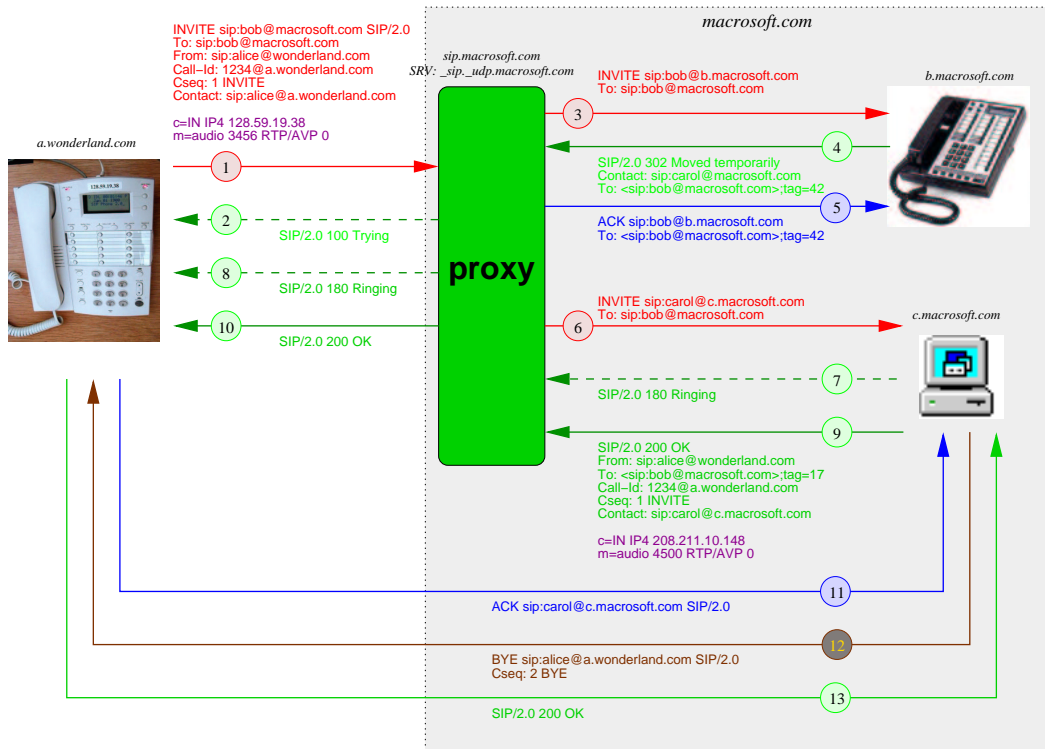 macrosoft.com
INVITE sip:bob@macrosoft.com SIP/2.0
To: sip:bob@macrosoft.com
From: sip:alice@wonderland.com
Call–Id: 1234@a.wonderland.com
Cseq: 1 INVITE
Contact: sip:alice@a.wonderland.com
c=IN IP4 128.59.19.38
m=audio 3456 RTP/AVP 0
a.wonderland.com
128.59.19.38
1
2
SIP/2.0 100 Trying
8
SIP/2.0 180 Ringing
10
SIP/2.0 200 OK
sip.macrosoft.com
SRV: _sip._udp.macrosoft.com
proxy
INVITE sip:bob@b.macrosoft.com
To: sip:bob@macrosoft.com
3
b.macrosoft.com
4
SIP/2.0 302 Moved temporarily
Contact: sip:carol@macrosoft.com
To: <sip:bob@macrosoft.com>;tag=42
5
ACK sip:bob@b.macrosoft.com
To: <sip:bob@macrosoft.com>;tag=42
INVITE sip:carol@c.macrosoft.com
To: sip:bob@macrosoft.com
6
c.macrosoft.com
7
SIP/2.0 180 Ringing
9
SIP/2.0 200 OK
From: sip:alice@wonderland.com
To: <sip:bob@macrosoft.com>;tag=17
Call–Id: 1234@a.wonderland.com
Cseq: 1 INVITE
Contact: sip:carol@c.macrosoft.com
c=IN IP4 208.211.10.148
m=audio 4500 RTP/AVP 0
11
ACK sip:carol@c.macrosoft.com SIP/2.0
12
BYE sip:alice@a.wonderland.com SIP/2.0
Cseq: 2 BYE
13
SIP/2.0 200 OK